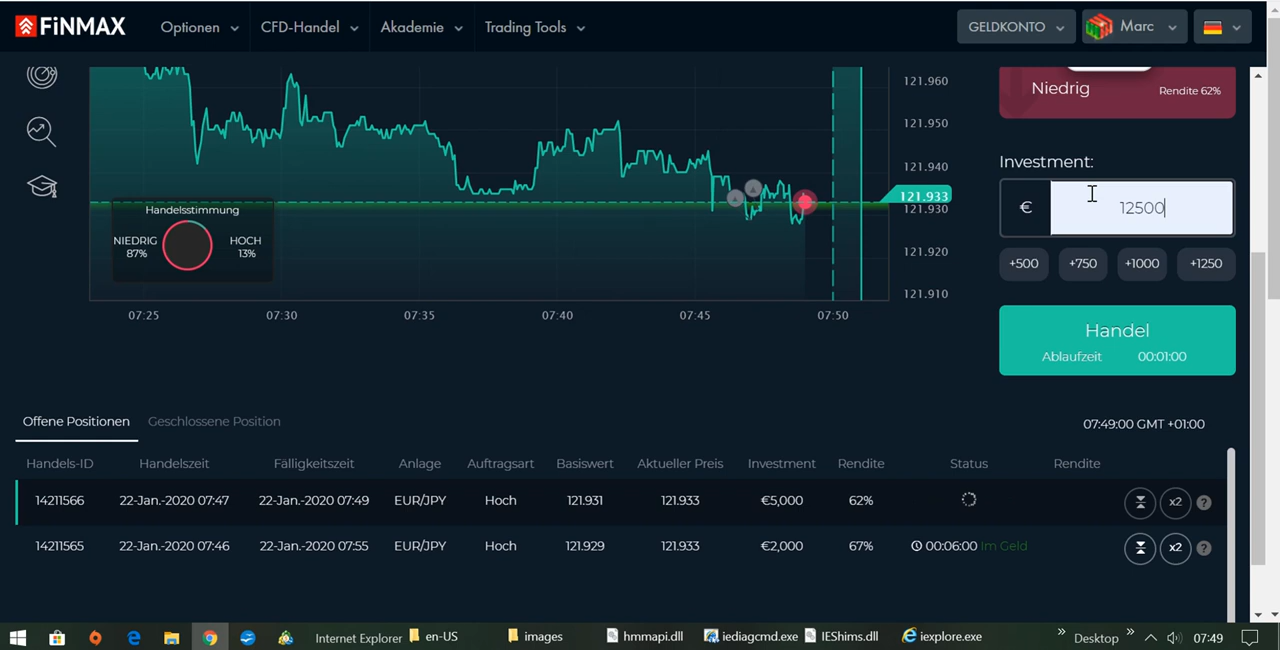 FiNMAX Optionen CFD-Handel Akademie Trading Tools GELDKONTO Marc
121.960
121.950
121.940
121.933
121.930
121.920
121.910
Handelsstimmung
NIEDRIG HOCH
87% 13%
07:25 07:30 07:35 07:40 07:45 07:50
Niedrig Rendite 62%
Investment:
€ 12500
+500 +750 +1000 +1250
Handel
Ablaufzeit 00:01:00
Offene Positionen Geschlossene Position 07:49:00 GMT +01:00
Handels-ID Handelszeit Fälligkeitszeit Anlage Auftragsart Basiswert Aktueller Preis Investment Rendite Status Rendite
14211566 22-Jan.-2020 07:47 22-Jan.-2020 07:49 EUR/JPY Hoch 121.931 121.933 €5,000 62% x2 ?
14211565 22-Jan.-2020 07:46 22-Jan.-2020 07:55 EUR/JPY Hoch 121.929 121.933 €2,000 67% 00:06:00 Im Geld x2 ?
Internet Explorer en-US images hmmapi.dll iediagcmd.exe IEShims.dll iexplore.exe » Desktop » 07:49